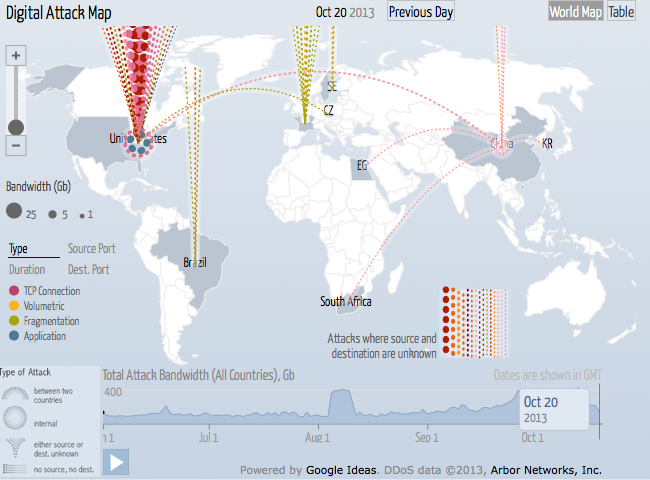 Digital Attack Map
Oct 20 2013
Previous Day
World Map
Table
+
−
Bandwidth (Gb)
25
5
1
Type
Source Port
Duration
Dest. Port
TCP Connection
Volumetric
Fragmentation
Application
United States
Brazil
SE
CZ
EG
South Africa
China
KR
Attacks where source and
destination are unknown
Type of Attack
between two
countries
internal
either source or
dest. unknown
no source, no dest.
Total Attack Bandwidth (All Countries), Gb
Dates are shown in GMT
400
Oct 20
2013
n 1
Jul 1
Aug 1
Sep 1
Oct 1
Powered by Google Ideas. DDoS data ©2013, Arbor Networks, Inc.